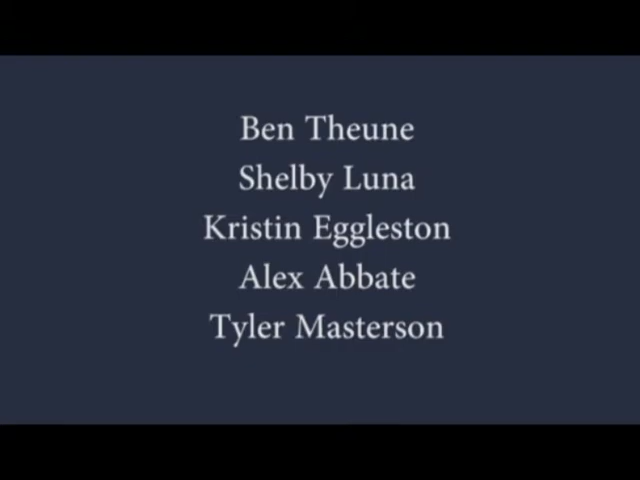 Ben Theune
Shelby Luna
Kristin Eggleston
Alex Abbate
Tyler Masterson